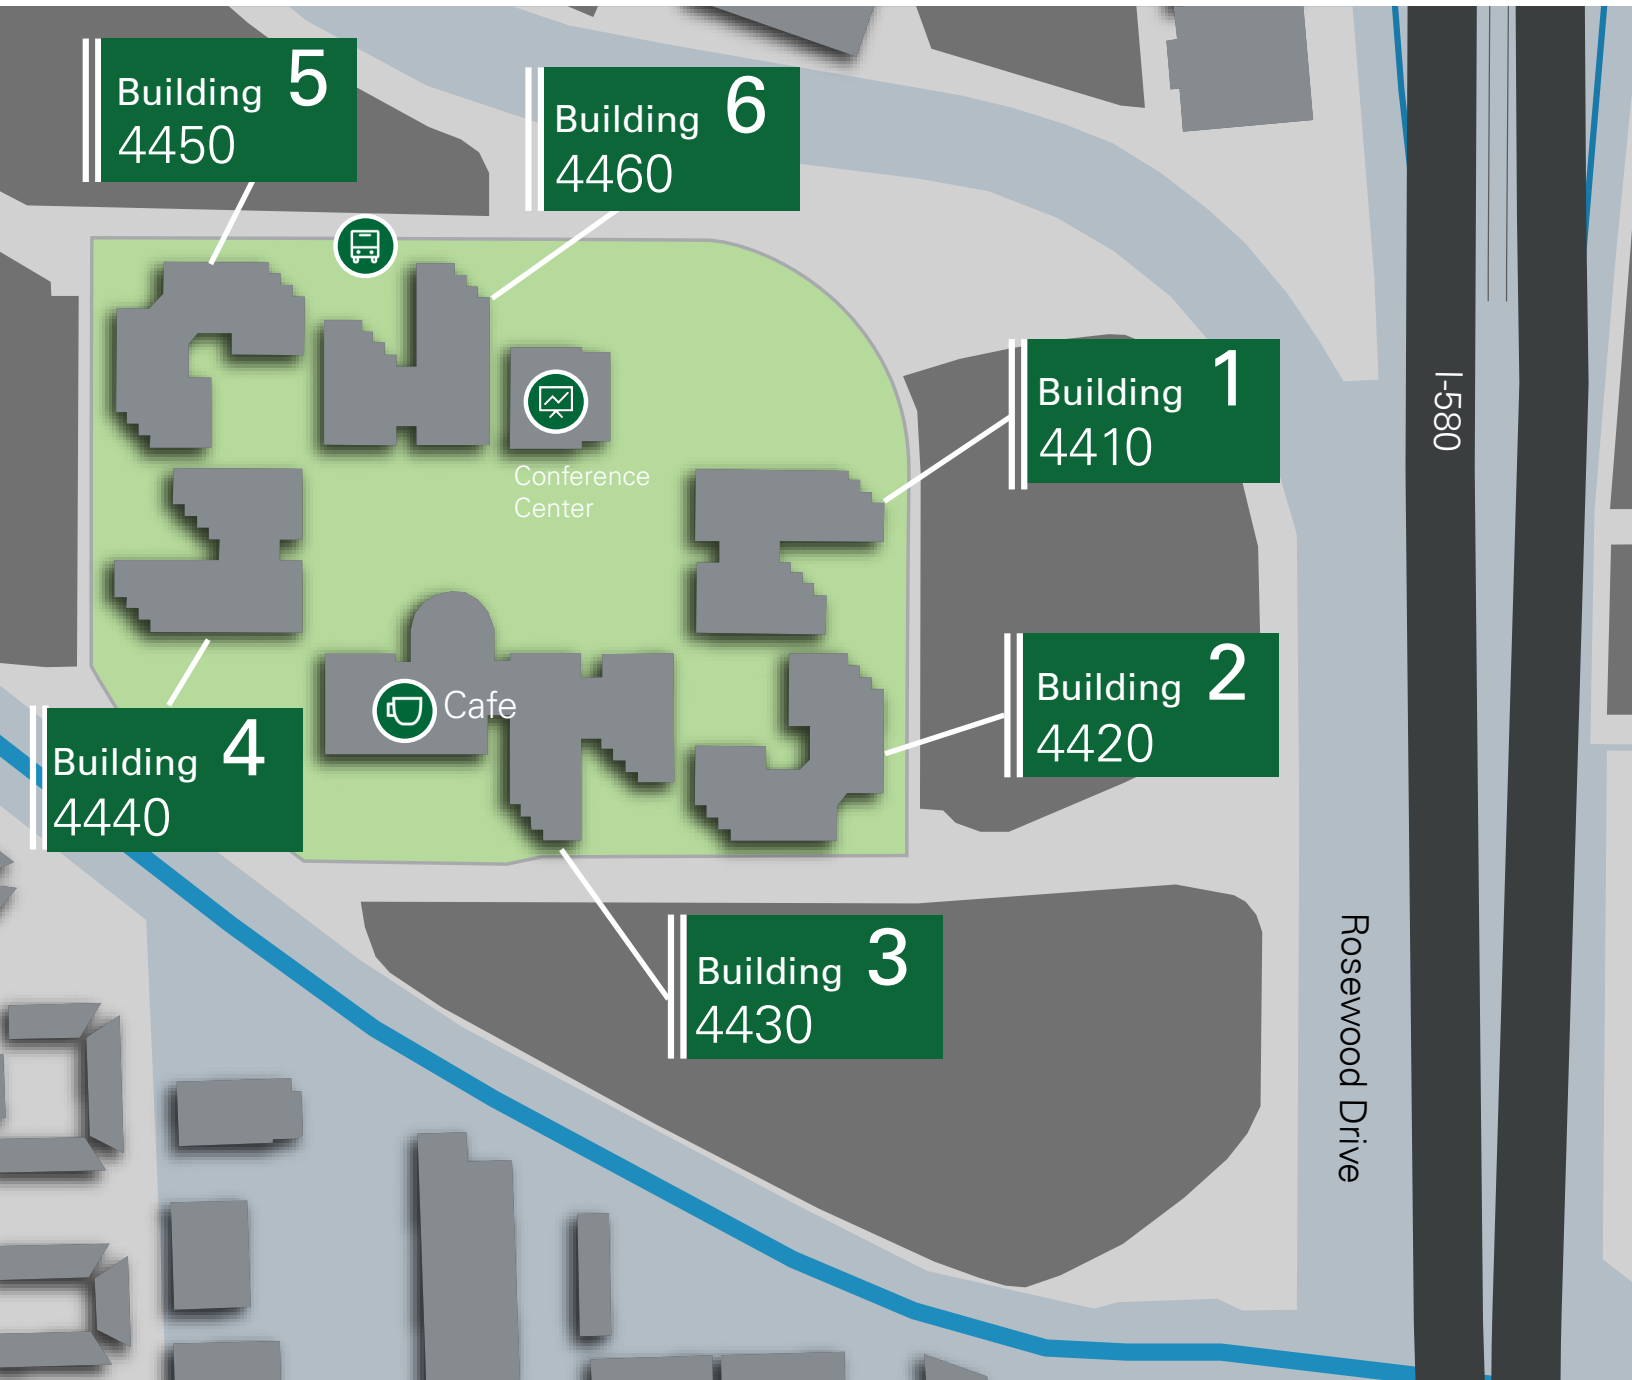 Building 5
4450
Building 6
4460
Building 1
4410
I-580
Conference
Center
Building 2
4420
Cafe
Building 4
4440
Building 3
4430
Rosewood Drive